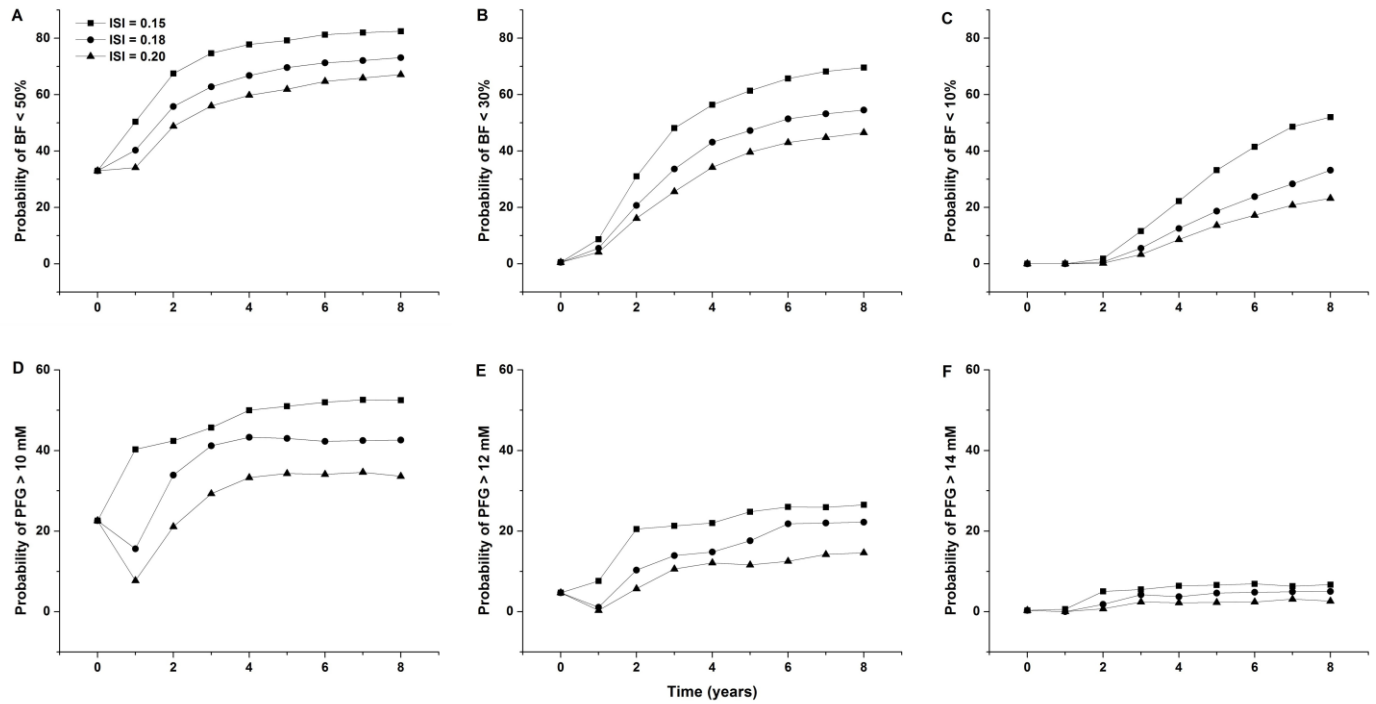 A
ISI = 0.15
ISI = 0.18
ISI = 0.20
Probability of BF < 50%
80
60
40
20
0
0 2 4 6 8
B
Probability of BF < 30%
80
60
40
20
0
0 2 4 6 8
C
Probability of BF < 10%
80
60
40
20
0
0 2 4 6 8
D
Probability of PFG > 10 mM
60
40
20
0
0 2 4 6 8
E
Probability of PFG > 12 mM
60
40
20
0
0 2 4 6 8
F
Probability of PFG > 14 mM
60
40
20
0
0 2 4 6 8
Time (years)